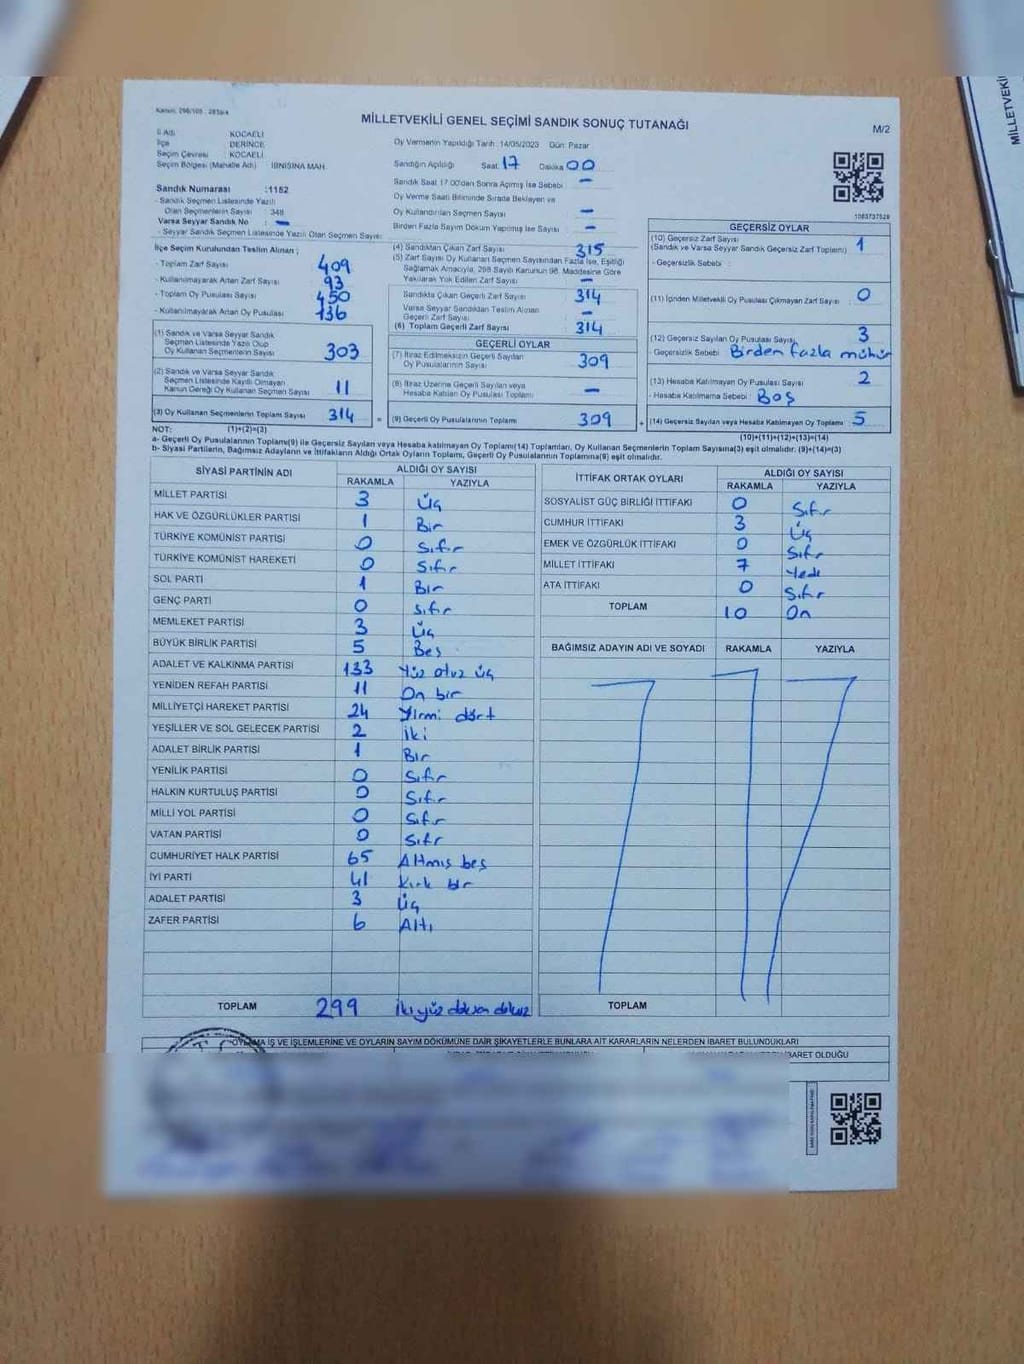 MİLLETVEKİLİ
Kanun: 298/105
MİLLETVEKİLİ GENEL SEÇİMİ SANDIK SONUÇ TUTANAĞI
M/2
İl Adı KOCAELİ
İlçe DERİNCE
Seçim Çevresi KOCAELİ
Seçim Bölgesi (Mahalle Adı) İBNİSİNA MAH.
Sandık Numarası :1152
- Sandık Seçmen Listesinde Yazılı
Olan Seçmenlerin Sayısı : 348
Varsa Seyyar Sandık No : -
- Seyyar Sandık Seçmen Listesinde Yazılı Olan Seçmen Sayısı:
Oy Vermenin Yapıldığı Tarih :14/05/2023 Gün: Pazar
Sandığın Açıldığı Saat: 17 Dakika: 00
Sandık Saat 17.00'den Sonra Açılmış İse Sebebi : -
Oy Verme Saati Bitiminde Sırada Bekleyen ve
Oy Kullandırılan Seçmen Sayısı : -
Birden Fazla Sayım Döküm Yapılmış İse Sayısı : -
1083737529
İlçe Seçim Kurulundan Teslim Alınan ;
- Toplam Zarf Sayısı : 409
- Kullanılmayarak Artan Zarf Sayısı : 93
- Toplam Oy Pusulası Sayısı : 450
- Kullanılmayarak Artan Oy Pusulası : 136
(1) Sandık ve Varsa Seyyar Sandık
Seçmen Listesinde Yazılı Olup
Oy Kullanan Seçmenlerin Sayısı 303
(2) Sandık ve Varsa Seyyar Sandık
Seçmen Listesinde Kayıtlı Olmayan
Kanun Gereği Oy Kullanan Seçmen Sayısı 11
(3) Oy Kullanan Seçmenlerin Toplam Sayısı 314
(1)+(2)=(3)
(4) Sandıktan Çıkan Zarf Sayısı 315
(5) Zarf Sayısı Oy Kullanan Seçmen Sayısından Fazla İse, Eşitliği
Sağlamak Amacıyla, 298 Sayılı Kanunun 98. Maddesine Göre
Yakılarak Yok Edilen Zarf Sayısı : -
Sandıkta Çıkan Geçerli Zarf Sayısı 314
Varsa Seyyar Sandıktan Teslim Alınan
Geçerli Zarf Sayısı -
(6) Toplam Geçerli Zarf Sayısı 314
GEÇERLİ OYLAR
(7) İtiraz Edilmeksizin Geçerli Sayılan
Oy Pusulalarının Sayısı 309
(8) İtiraz Üzerine Geçerli Sayılan veya
Hesaba Katılan Oy Pusulası Sayısı -
= (9) Geçerli Oy Pusulalarının Toplamı 309
GEÇERSİZ OYLAR
(10) Geçersiz Zarf Sayısı
(Sandık ve Varsa Seyyar Sandık Geçersiz Zarf Toplamı) : 1
- Geçersizlik Sebebi :
(11) İçinden Milletvekili Oy Pusulası Çıkmayan Zarf Sayısı : 0
(12) Geçersiz Sayılan Oy Pusulası Sayısı : 3
- Geçersizlik Sebebi : Birden fazla mühür
(13) Hesaba Katılmayan Oy Pusulası Sayısı : 2
- Hesaba Katılmama Sebebi : Boş
+ (14) Geçersiz Sayılan veya Hesaba Katılmayan Oy Toplamı 5
(10)+(11)+(12)+(13)=(14)
NOT:
a- Geçerli Oy Pusulalarının Toplamı(9) ile Geçersiz Sayılan veya Hesaba katılmayan Oy Toplamı(14) Toplamları, Oy Kullanan Seçmenlerin Toplam Sayısına(3) eşit olmalıdır. (9)+(14)=(3)
b- Siyasi Partilerin, Bağımsız Adayların ve İttifakların Aldığı Ortak Oyların Toplamı, Geçerli Oy Pusulalarının Toplamına(9) eşit olmalıdır.
SİYASİ PARTİNİN ADI ALDIĞI OY SAYISI
RAKAMLA YAZIYLA
MİLLET PARTİSİ 3 Üç
HAK VE ÖZGÜRLÜKLER PARTİSİ 1 Bir
TÜRKİYE KOMÜNİST PARTİSİ 0 Sıfır
TÜRKİYE KOMÜNİST HAREKETİ 0 Sıfır
SOL PARTİ 1 Bir
GENÇ PARTİ 0 Sıfır
MEMLEKET PARTİSİ 3 Üç
BÜYÜK BİRLİK PARTİSİ 5 Beş
ADALET VE KALKINMA PARTİSİ 133 Yüz otuz üç
YENİDEN REFAH PARTİSİ 11 On bir
MİLLİYETÇİ HAREKET PARTİSİ 24 Yirmi dört
YEŞİLLER VE SOL GELECEK PARTİSİ 2 İki
ADALET BİRLİK PARTİSİ 1 Bir
YENİLİK PARTİSİ 0 Sıfır
HALKIN KURTULUŞ PARTİSİ 0 Sıfır
MİLLİ YOL PARTİSİ 0 Sıfır
VATAN PARTİSİ 0 Sıfır
CUMHURİYET HALK PARTİSİ 65 Altmış beş
İYİ PARTİ 41 Kırk bir
ADALET PARTİSİ 3 Üç
ZAFER PARTİSİ 6 Altı
TOPLAM 299 İki yüz doksan dokuz
İTTİFAK ORTAK OYLARI ALDIĞI OY SAYISI
RAKAMLA YAZIYLA
SOSYALİST GÜÇ BİRLİĞİ İTTİFAKI 0 Sıfır
CUMHUR İTTİFAKI 3 Üç
EMEK VE ÖZGÜRLÜK İTTİFAKI 0 Sıfır
MİLLET İTTİFAKI 7 Yedi
ATA İTTİFAKI 0 Sıfır
TOPLAM 10 On
BAĞIMSIZ ADAYIN ADI VE SOYADI RAKAMLA YAZIYLA
TOPLAM
OYLAMA İŞ VE İŞLEMLERİNE VE OYLARIN SAYIM DÖKÜMÜNE DAİR ŞİKAYETLERLE BUNLARA AİT KARARLARIN NELERDEN İBARET BULUNDUKLARI
İBARET OLDUĞU